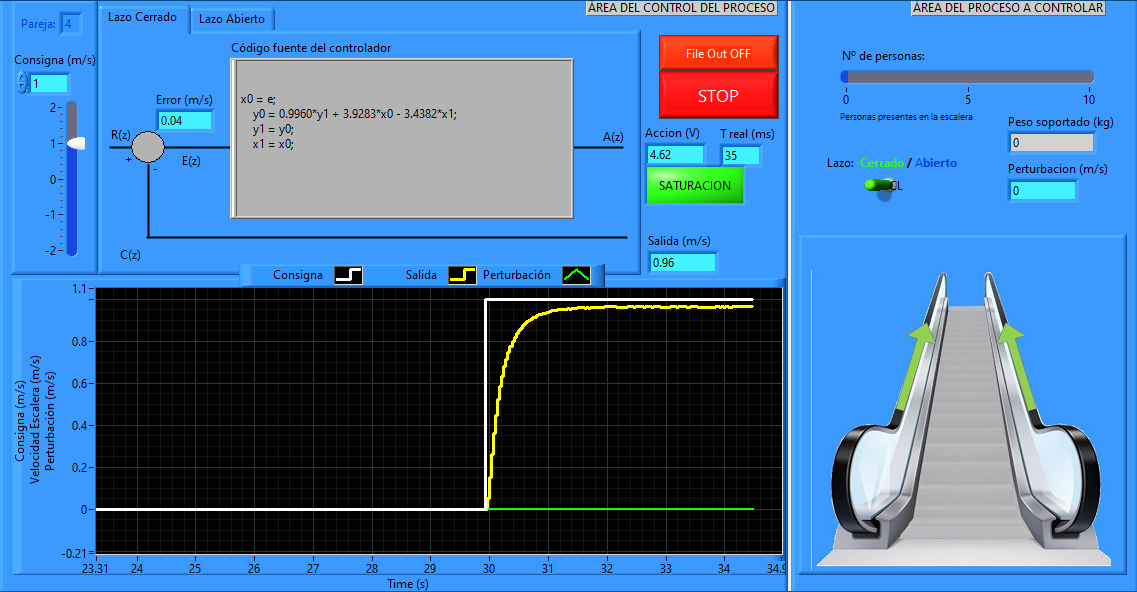 AREA DEL CONTROL DEL PROCESO
AREA DEL PROCESO A CONTROLAR
Pareja: 4
Consigna (m/s)
1
2
1
0
-1
-2
Lazo Cerrado
Lazo Abierto
Código fuente del controlador
x0 = e;
y0 = 0.9960*y1 + 3.9283*x0 - 3.4382*x1;
y1 = y0;
x1 = x0;
Error (m/s)
0.04
R(z)
+
-
E(z)
A(z)
C(z)
File Out OFF
STOP
Accion (V)
4.62
T real (ms)
35
SATURACION
Salida (m/s)
0.96
Nº de personas:
0 5 10
Personas presentes en la escalera
Peso soportado (kg)
0
Lazo: Cerrado / Abierto
OL
Perturbacion (m/s)
0
Consigna Salida Perturbación
Consigna (m/s)
Velocidad Escalera (m/s)
Perturbación (m/s)
1.1
0.8
0.6
0.4
0.2
0
-0.21
23.31 24 25 26 27 28 29 30 31 32 33 34 34.9
Time (s)